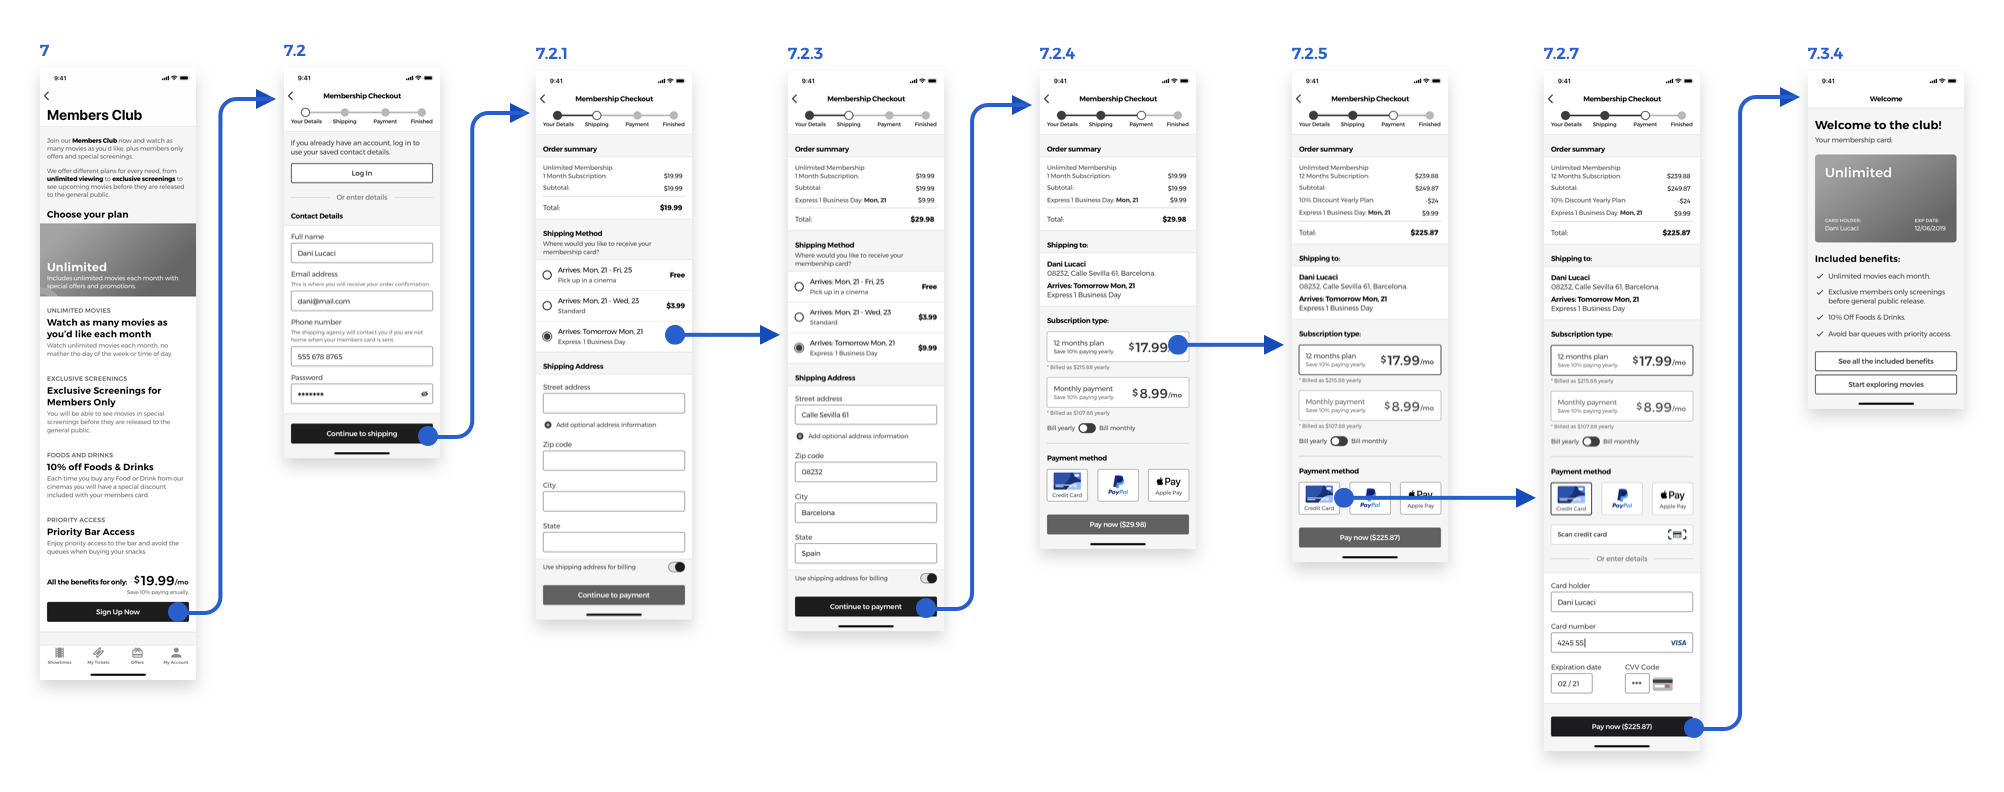 7
9:41
Members Club
Join our Members Club now and watch as
many movies as you'd like, plus members only
offers and special screenings.
We offer different plans for every need, from
unlimited viewing to exclusive screenings to
see upcoming movies before they are released
to the general public.
Choose your plan
Unlimited
Includes unlimited movies each month with
special offers and promotions.
UNLIMITED MOVIES
Watch as many movies as
you'd like each month
Watch unlimited movies each month, no
mather the day of the week or time of day.
EXCLUSIVE SCREENINGS
Exclusive Screenings for
Members Only
You will be able to see movies in special
screenings before they are released to the
general public.
FOODS AND DRINKS
10% off Foods & Drinks
Each time you buy any Food or Drink from our
cinemas you will have a special discount
included with your members card.
PRIORITY ACCESS
Priority Bar Access
Enjoy priority access to the bar and avoid the
queues when buying your snacks.
All the benefits for only: $19.99/mo
Save 10% paying anually.
Sign Up Now
Showtimes My Tickets Offers My Account
7.2
9:41
Membership Checkout
Your Details Shipping Payment Finished
If you already have an account, log in to
use your saved contact details.
Log In
Or enter details
Contact Details
Full name
Dani Lucaci
Email address
This is where you will receive your order confirmation.
dani@mail.com
Phone number
The shipping agency will contact you if you are not
home when your members card is sent.
555 678 8765
Password
*******
Continue to shipping
7.2.1
9:41
Membership Checkout
Your Details Shipping Payment Finished
Order summary
Unlimited Membership
1 Month Subscription: $19.99
Subtotal: $19.99
Total: $19.99
Shipping Method
Where would you like to receive your
membership card?
Arrives: Mon, 21 - Fri, 25 Free
Pick up in a cinema
Arrives: Mon, 21 - Wed, 23 $3.99
Standard
Arrives: Tomorrow Mon, 21
Express: 1 Business Day
Shipping Address
Street address
Add optional address information
Zip code
City
State
Use shipping address for billing
Continue to payment
7.2.3
9:41
Membership Checkout
Your Details Shipping Payment Finished
Order summary
Unlimited Membership
1 Month Subscription: $19.99
Subtotal: $19.99
Express 1 Business Day: Mon, 21 $9.99
Total: $29.98
Shipping Method
Where would you like to receive your
membership card?
Arrives: Mon, 21 - Fri, 25 Free
Pick up in a cinema
Arrives: Mon, 21 - Wed, 23 $3.99
Standard
Arrives: Tomorrow Mon, 21 $9.99
Express: 1 Business Day
Shipping Address
Street address
Calle Sevilla 61
Add optional address information
Zip code
08232
City
Barcelona
State
Spain
Use shipping address for billing
Continue to payment
7.2.4
9:41
Membership Checkout
Your Details Shipping Payment Finished
Order summary
Unlimited Membership
1 Month Subscription: $19.99
Subtotal: $19.99
Express 1 Business Day: Mon, 21 $9.99
Total: $29.98
Shipping to:
Dani Lucaci
08232, Calle Sevilla 61, Barcelona.
Arrives: Tomorrow Mon, 21
Express 1 Business Day
Subscription type:
12 months plan $17.99
Save 10% paying yearly.
* Billed as $215.88 yearly
Monthly payment $8.99/mo
Save 10% paying yearly.
* Billed as $107.88 yearly
Bill yearly Bill monthly
Payment method
Credit Card PayPal Pay Apple Pay
Pay now ($29.98)
7.2.5
9:41
Membership Checkout
Your Details Shipping Payment Finished
Order summary
Unlimited Membership
12 Months Subscription: $239.88
Subtotal: $249.87
10% Discount Yearly Plan -$24
Express 1 Business Day: Mon, 21 $9.99
Total: $225.87
Shipping to:
Dani Lucaci
08232, Calle Sevilla 61, Barcelona.
Arrives: Tomorrow Mon, 21
Express 1 Business Day
Subscription type:
12 months plan $17.99/mo
Save 10% paying yearly.
* Billed as $215.88 yearly
Monthly payment $8.99/mo
Save 10% paying yearly.
* Billed as $107.88 yearly
Bill yearly Bill monthly
Payment method
Credit Card PayPal Pay Apple Pay
Pay now ($225.87)
7.2.7
9:41
Membership Checkout
Your Details Shipping Payment Finished
Order summary
Unlimited Membership
12 Months Subscription: $239.88
Subtotal: $249.87
10% Discount Yearly Plan -$24
Express 1 Business Day: Mon, 21 $9.99
Total: $225.87
Shipping to:
Dani Lucaci
08232, Calle Sevilla 61, Barcelona.
Arrives: Tomorrow Mon, 21
Express 1 Business Day
Subscription type:
12 months plan $17.99/mo
Save 10% paying yearly.
* Billed as $215.88 yearly
Monthly payment $8.99/mo
Save 10% paying yearly.
* Billed as $107.88 yearly
Bill yearly Bill monthly
Payment method
Credit Card PayPal Pay Apple Pay
Scan credit card
Or enter details
Card holder
Dani Lucaci
Card number
4245 55 VISA
Expiration date CVV Code
02 / 21 ***
Pay now ($225.87)
7.3.4
9:41
Welcome
Welcome to the club!
Your membership card:
Unlimited
CARD HOLDER: EXP DATE:
Dani Lucaci 12/06/2019
Included benefits:
Unlimited movies each month.
Exclusive members only screenings
before general public release.
10% Off Foods & Drinks.
Avoid bar queues with priority access.
See all the included benefits
Start exploring movies